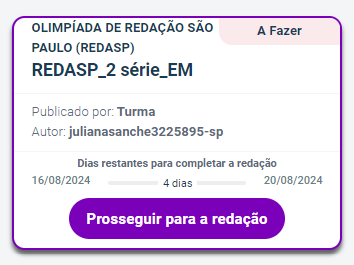 OLIMPÍADA DE REDAÇÃO SÃO
PAULO (REDASP)
A Fazer
REDASP_2 série_EM
Publicado por: Turma
Autor: julianasanche3225895-sp
Dias restantes para completar a redação
16/08/2024 4 dias 20/08/2024
Prosseguir para a redação